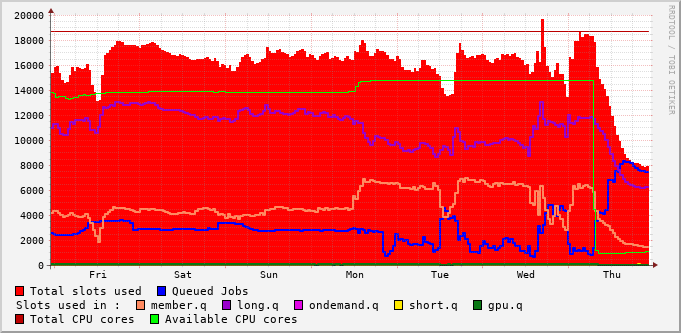 20000
18000
16000
14000
12000
10000
8000
6000
4000
2000
0
Fri Sat Sun Mon Tue Wed Thu
Total slots used Queued Jobs
Slots used in : member.q long.q ondemand.q short.q gpu.q
Total CPU cores Available CPU cores
RRDTOOL / TOBI OETIKER